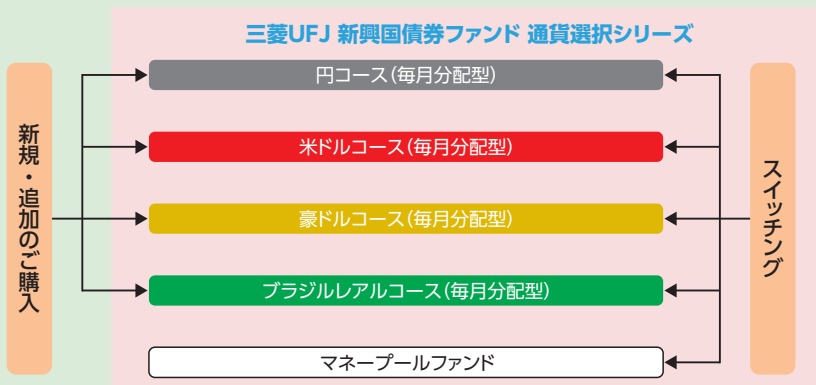 三菱UFJ 新興国債券ファンド 通貨選択シリーズ
新規・追加のご購入
円コース(毎月分配型)
米ドルコース(毎月分配型)
豪ドルコース(毎月分配型)
ブラジルレアルコース(毎月分配型)
マネープールファンド
スイッチング